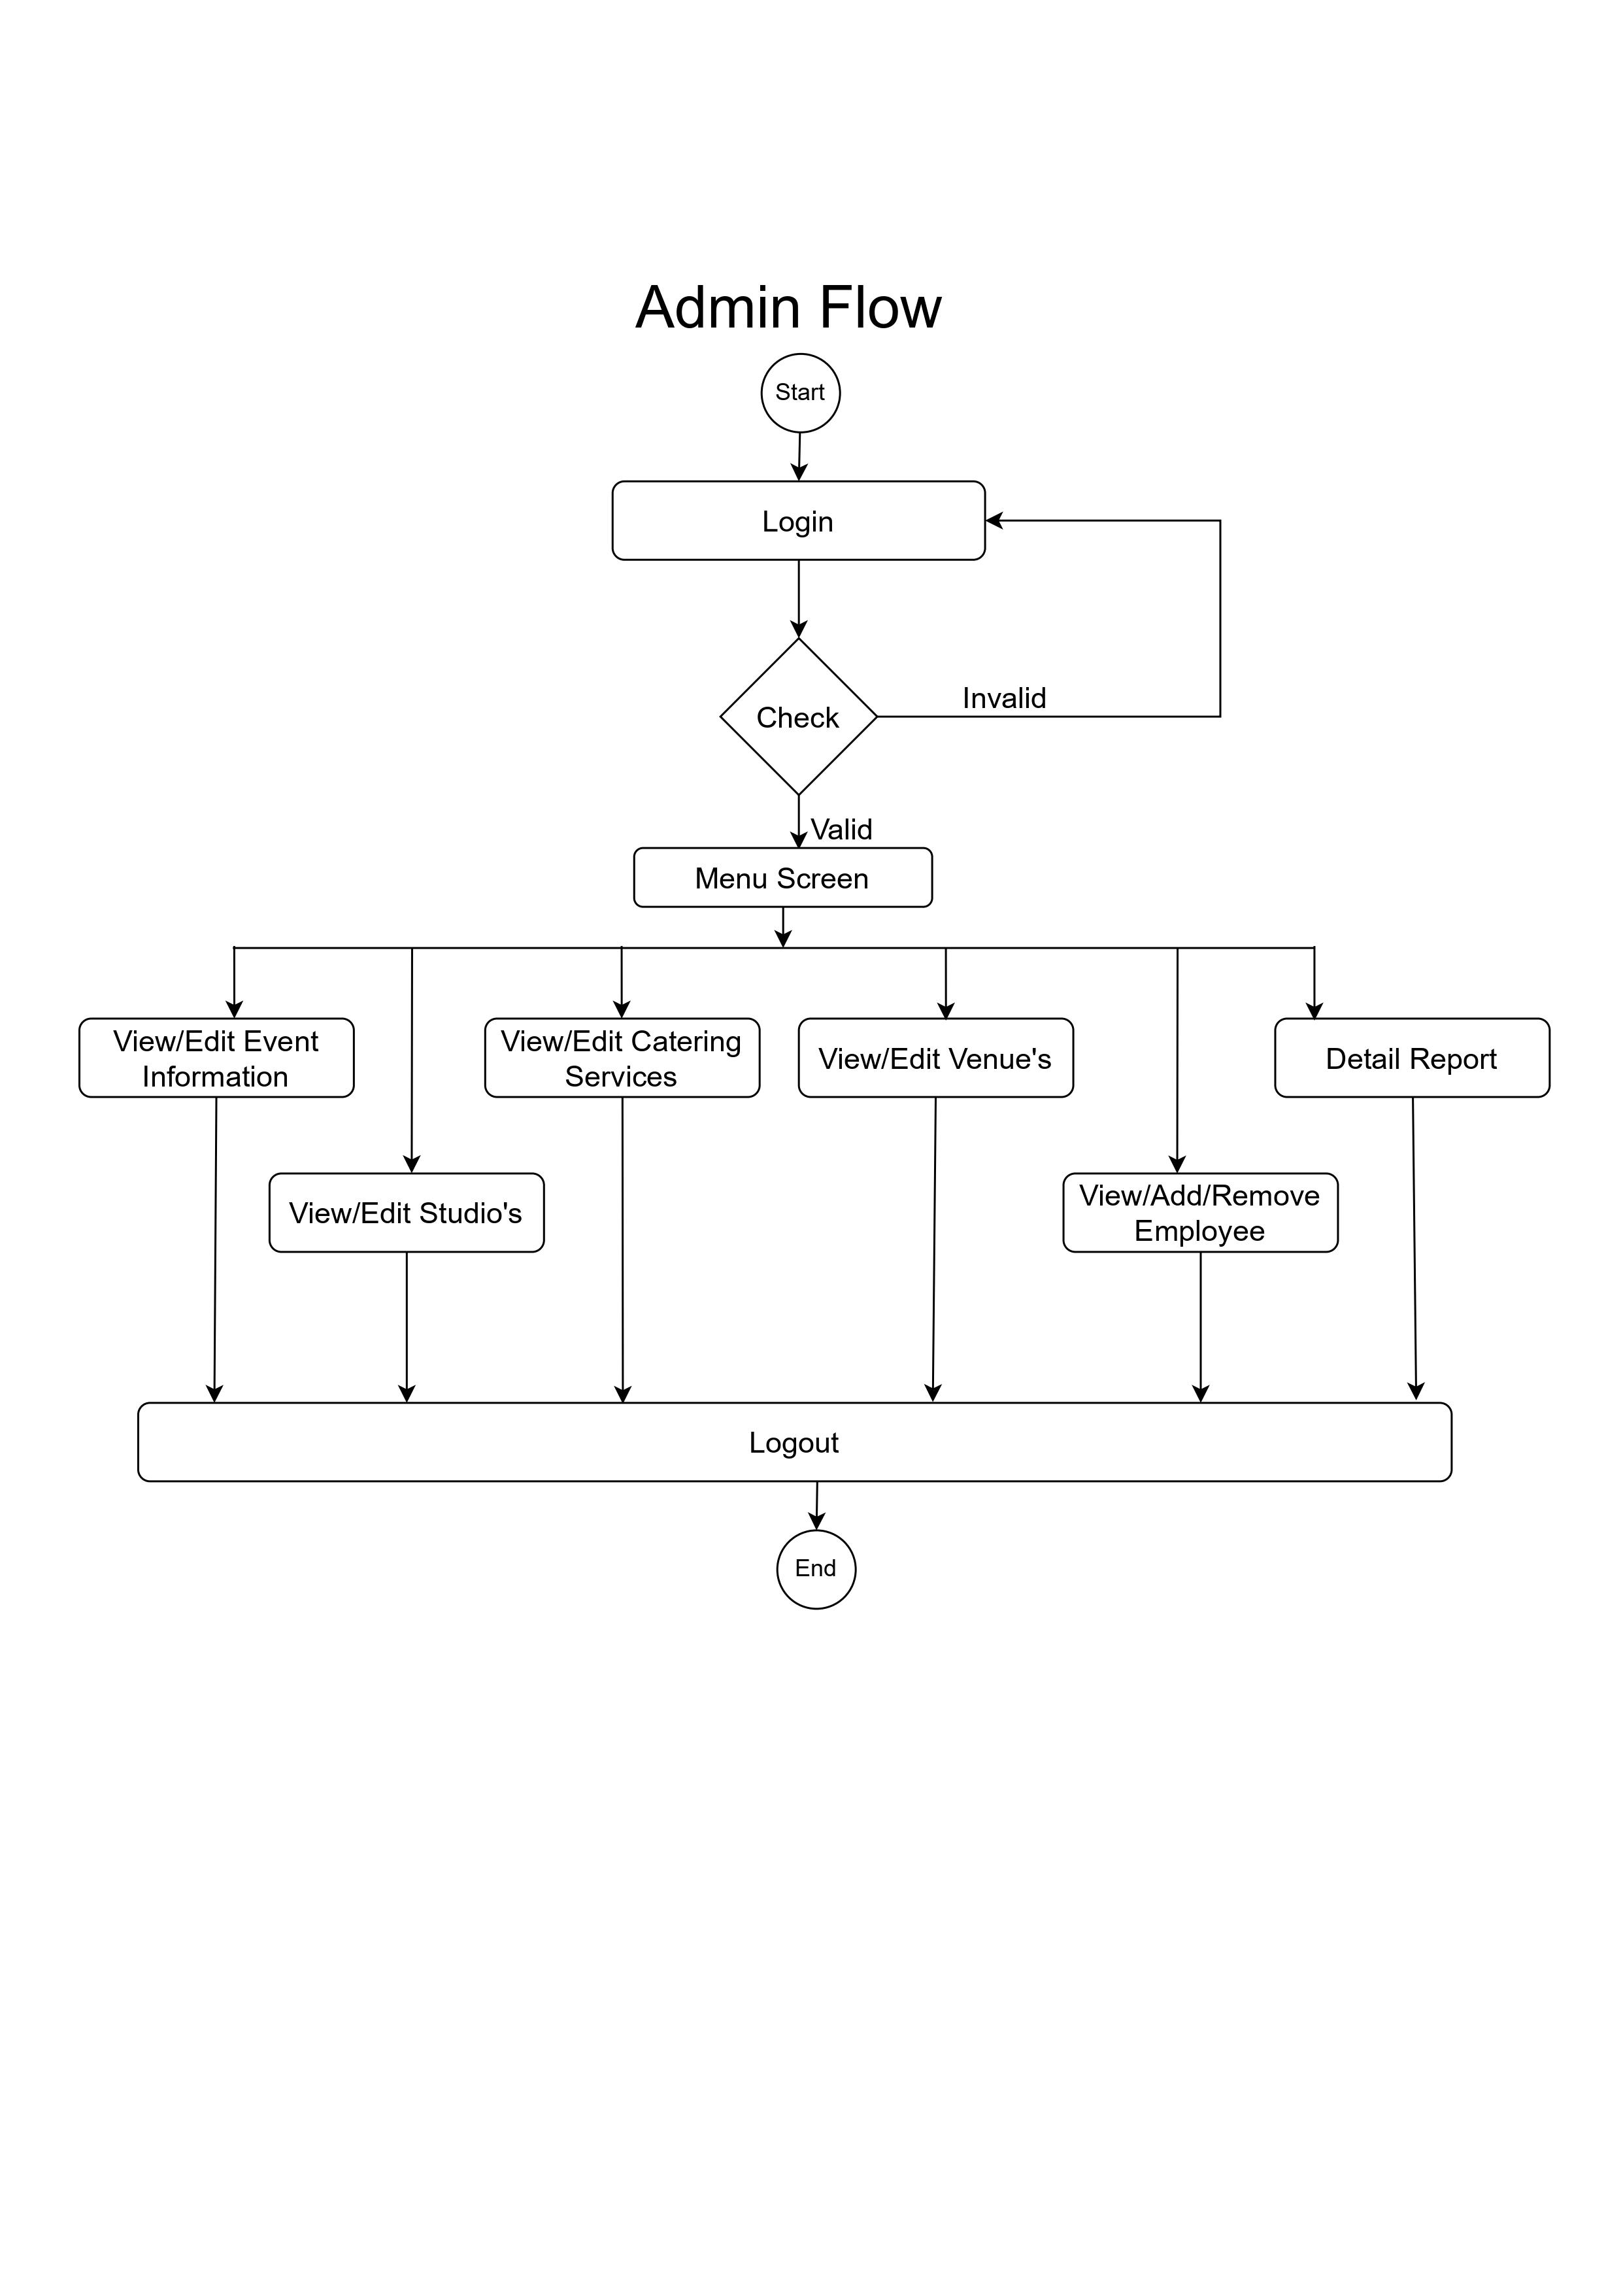 Admin Flow
Start
Login
Check
Invalid
Valid
Menu Screen
View/Edit Event
Information
View/Edit Catering
Services
View/Edit Venue's
Detail Report
View/Edit Studio's
View/Add/Remove
Employee
Logout
End